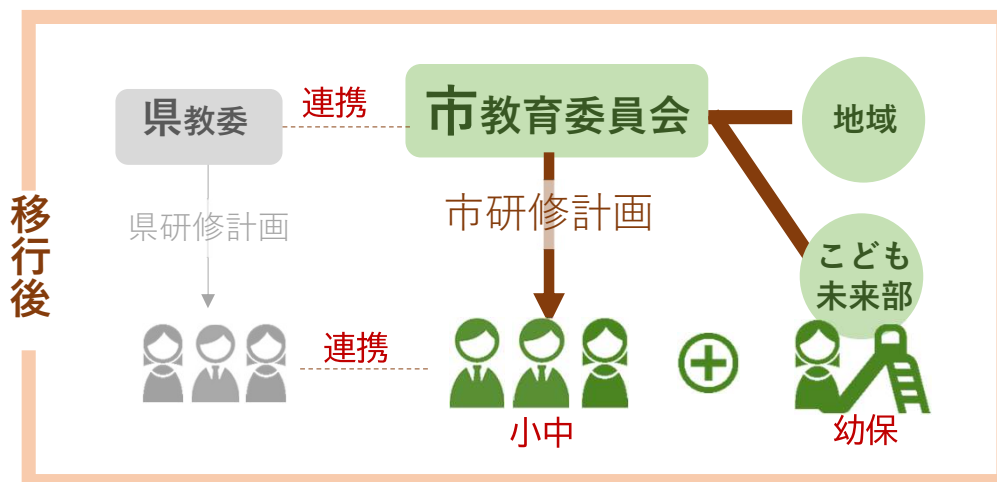 移行後
県教委
連携
市教育委員会
地域
県研修計画
市研修計画
こども
未来部
連携
小中
幼保